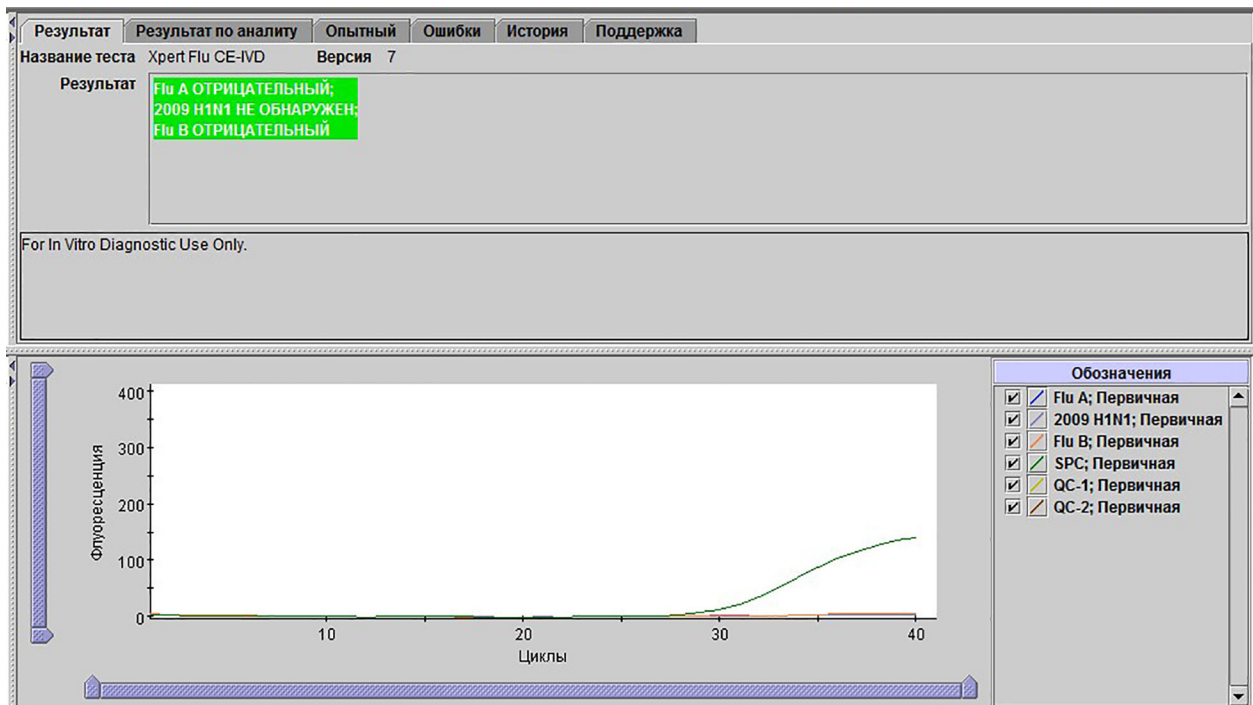 Результат Результат по аналиту Опытный Ошибки История Поддержка
Название теста Xpert Flu CE-IVD Версия 7
Результат
Flu A ОТРИЦАТЕЛЬНЫЙ;
2009 H1N1 НЕ ОБНАРУЖЕН;
Flu B ОТРИЦАТЕЛЬНЫЙ
For In Vitro Diagnostic Use Only.
Флуоресценция
400
300
200
100
0
10 20 30 40
Циклы
Обозначения
Flu A; Первичная
2009 H1N1; Первичная
Flu B; Первичная
SPC; Первичная
QC-1; Первичная
QC-2; Первичная